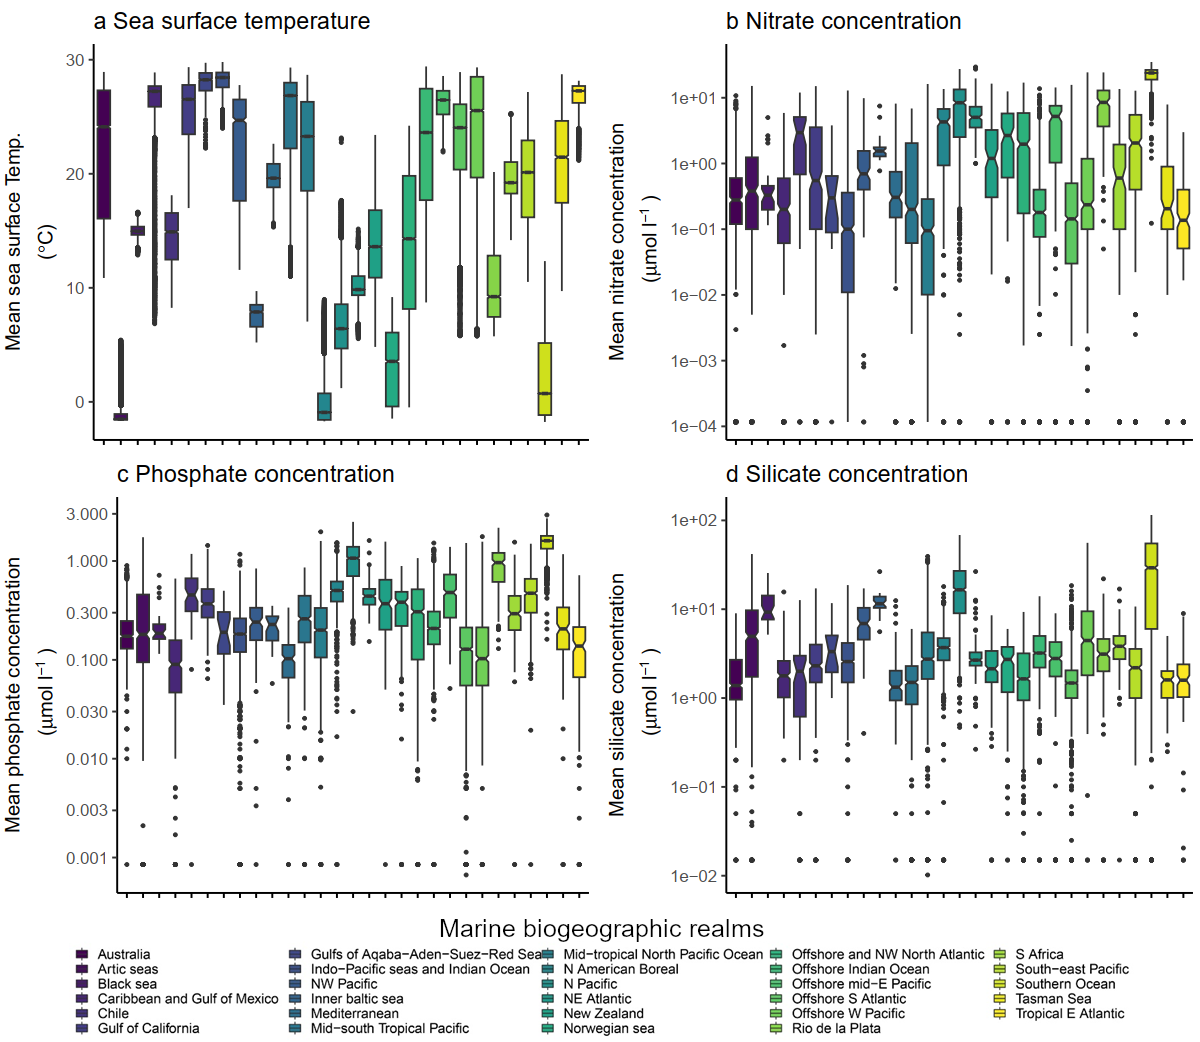 a Sea surface temperature
Mean sea surface Temp.
(°C)
30
20
10
0
b Nitrate concentration
Mean nitrate concentration
(µmol l⁻¹ )
1e+01
1e+00
1e−01
1e−02
1e−03
1e−04
c Phosphate concentration
Mean phosphate concentration
(µmol l⁻¹ )
3.000
1.000
0.300
0.100
0.030
0.010
0.003
0.001
d Silicate concentration
Mean silicate concentration
(µmol l⁻¹ )
1e+02
1e+01
1e+00
1e−01
1e−02
Marine biogeographic realms
Australia
Artic seas
Black sea
Caribbean and Gulf of Mexico
Chile
Gulf of California
Gulfs of Aqaba−Aden−Suez−Red Sea
Indo−Pacific seas and Indian Ocean
NW Pacific
Inner baltic sea
Mediterranean
Mid−south Tropical Pacific
Mid−tropical North Pacific Ocean
N American Boreal
N Pacific
NE Atlantic
New Zealand
Norwegian sea
Offshore and NW North Atlantic
Offshore Indian Ocean
Offshore mid−E Pacific
Offshore S Atlantic
Offshore W Pacific
Rio de la Plata
S Africa
South−east Pacific
Southern Ocean
Tasman Sea
Tropical E Atlantic